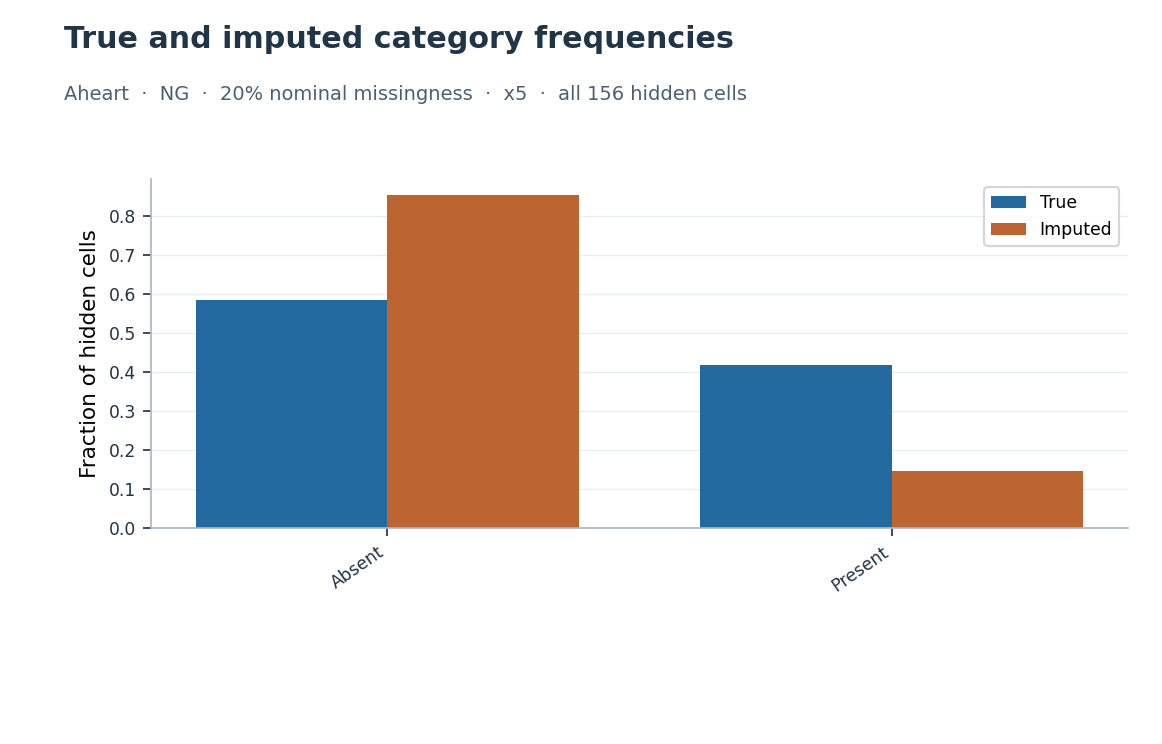 True and imputed category frequencies
Aheart · NG · 20% nominal missingness · x5 · all 156 hidden cells
True
Imputed
Fraction of hidden cells
0.8
0.7
0.6
0.5
0.4
0.3
0.2
0.1
0.0
Absent
Present